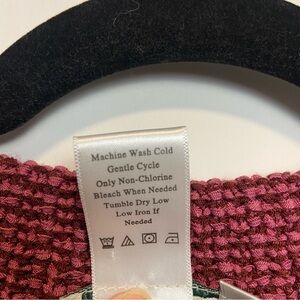 Machine Wash Cold
Gentle Cycle
Only Non-Chlorine
Bleach When Needed
Tumble Dry Low
Low Iron If
Needed